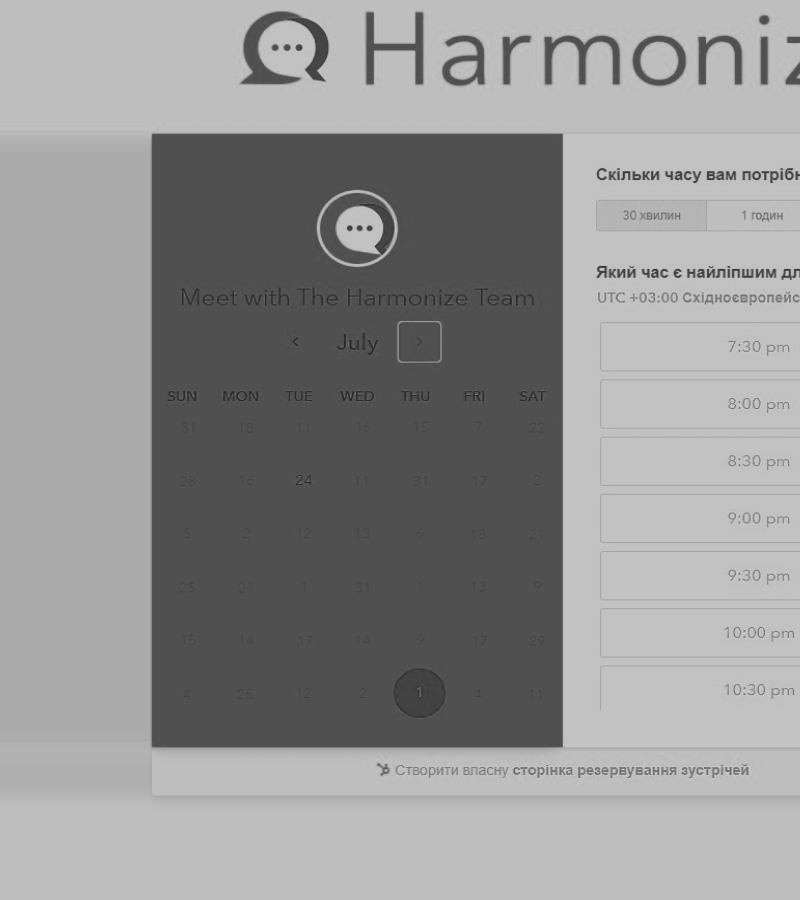 Harmoniz
Meet with The Harmonize Team
July
SUN MON TUE WED THU FRI SAT
31 18 11 16 15 7 22
28 16 24 11 31 17 2
5 2 12 13 6 18 21
25 21 1 31 1 13 9
15 14 17 14 9 17 29
4 25 12 2 1 4 11
Скільки часу вам потрібн
30 хвилин 1 годин
Який час є найліпшим дл
UTC +03:00 Східноєвропейс
7:30 pm
8:00 pm
8:30 pm
9:00 pm
9:30 pm
10:00 pm
10:30 pm
Створити власну сторінка резервування зустрічей